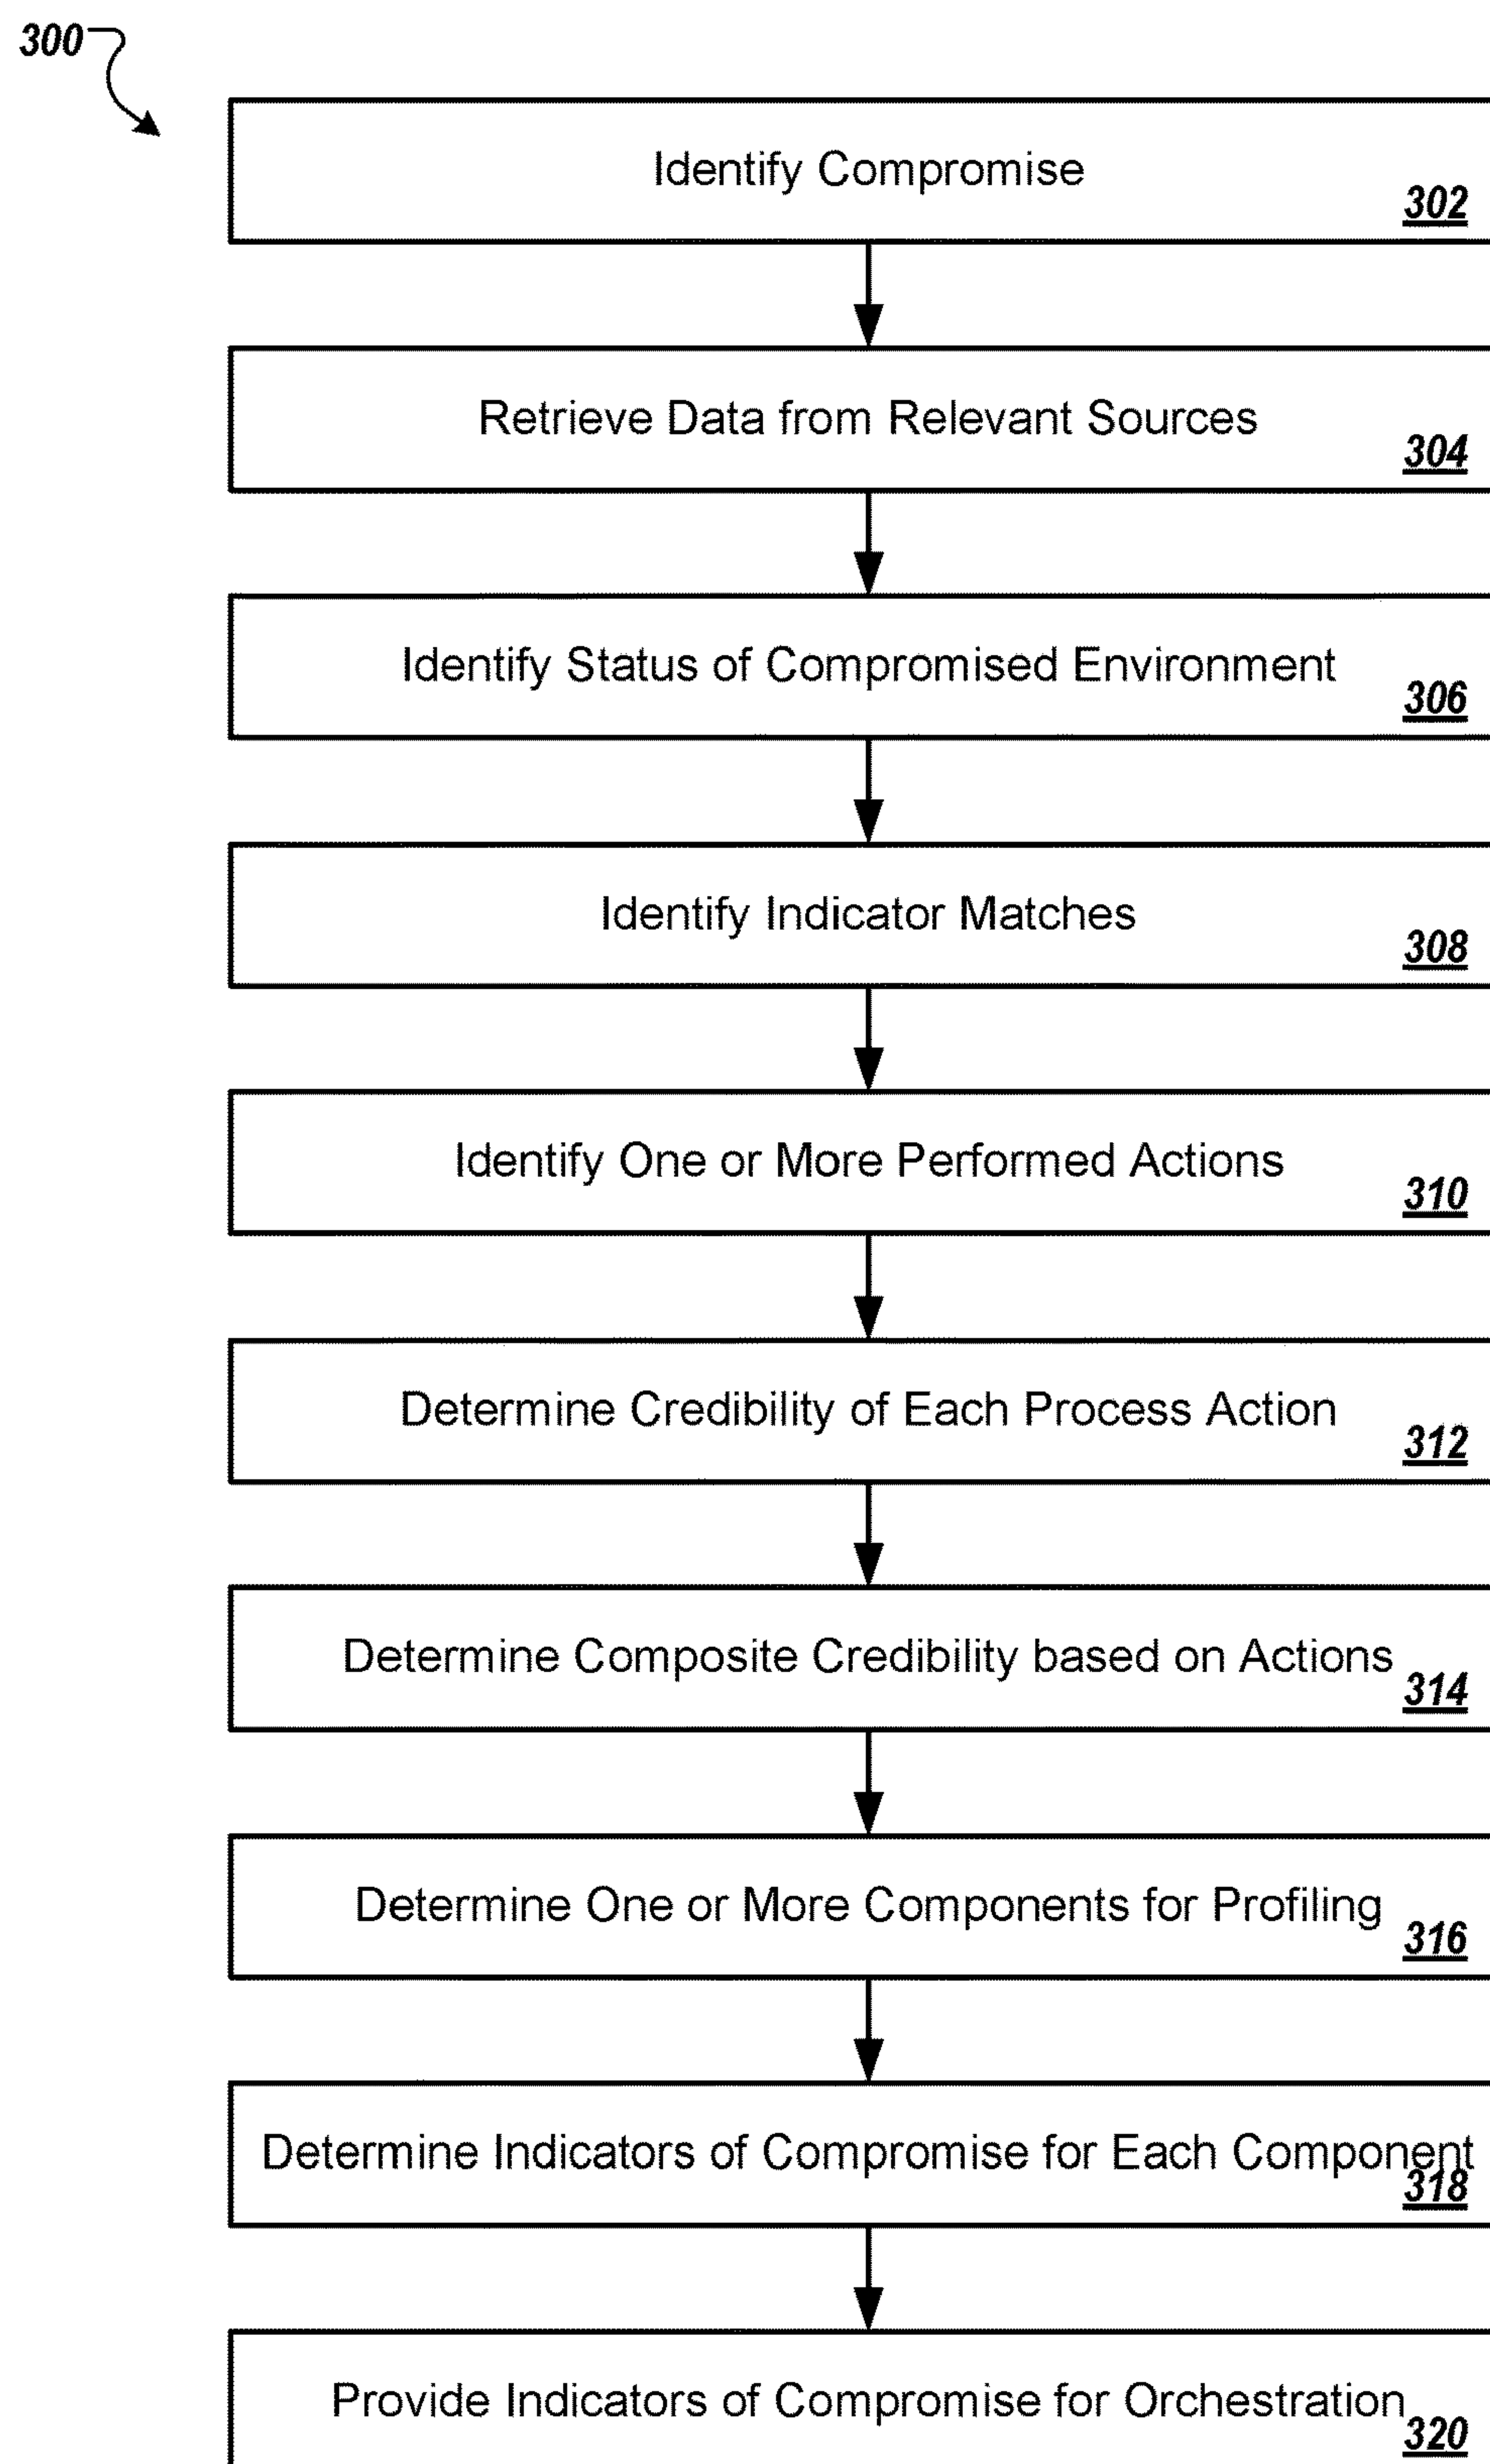 300
Identify Compromise
302
Retrieve Data from Relevant Sources
304
Identify Status of Compromised Environment
306
Identify Indicator Matches
308
Identify One or More Performed Actions
310
Determine Credibility of Each Process Action
312
Determine Composite Credibility based on Actions
314
Determine One or More Components for Profiling
316
Determine Indicators of Compromise for Each Component
318
Provide Indicators of Compromise for Orchestration
320